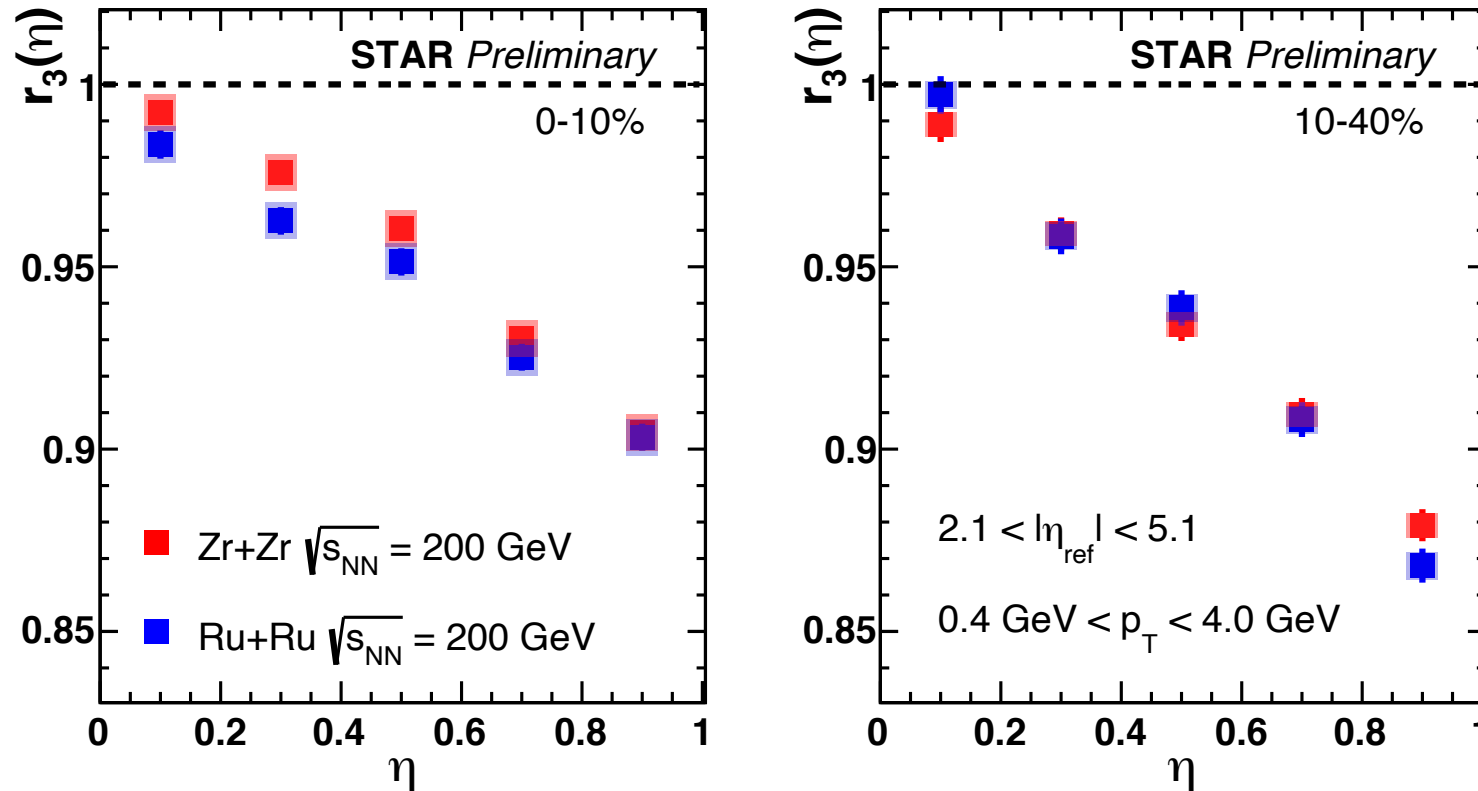 r3(η)
STAR Preliminary
0-10%
1
0.95
0.9
0.85
Zr+Zr √sNN = 200 GeV
Ru+Ru √sNN = 200 GeV
0 0.2 0.4 0.6 0.8 1
η
r3(η)
STAR Preliminary
10-40%
1
0.95
0.9
0.85
2.1 < |ηref| < 5.1
0.4 GeV < pT < 4.0 GeV
0 0.2 0.4 0.6 0.8 1
η